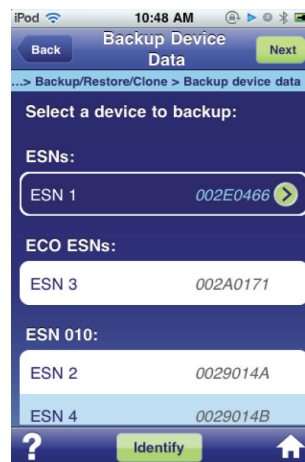 iPod 10:48 AM
Back Backup Device Data Next
...> Backup/Restore/Clone > Backup device data
Select a device to backup:
ESNs:
ESN 1 002E0466
ECO ESNs:
ESN 3 002A0171
ESN 010:
ESN 2 0029014A
ESN 4 0029014B
? Identify